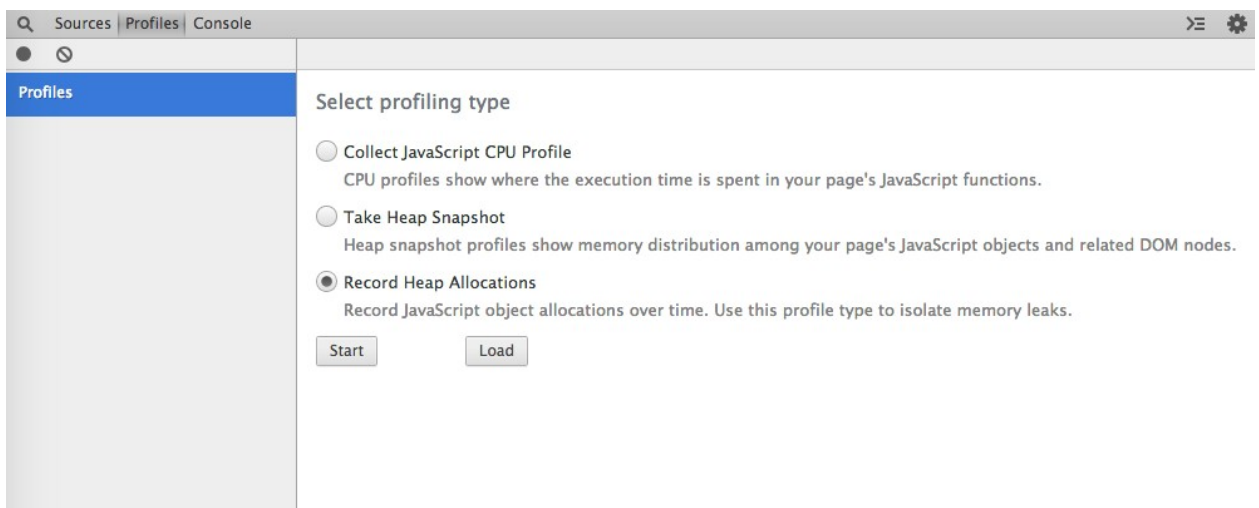 Sources Profiles Console
Profiles
Select profiling type
Collect JavaScript CPU Profile
CPU profiles show where the execution time is spent in your page's JavaScript functions.
Take Heap Snapshot
Heap snapshot profiles show memory distribution among your page's JavaScript objects and related DOM nodes.
Record Heap Allocations
Record JavaScript object allocations over time. Use this profile type to isolate memory leaks.
Start Load